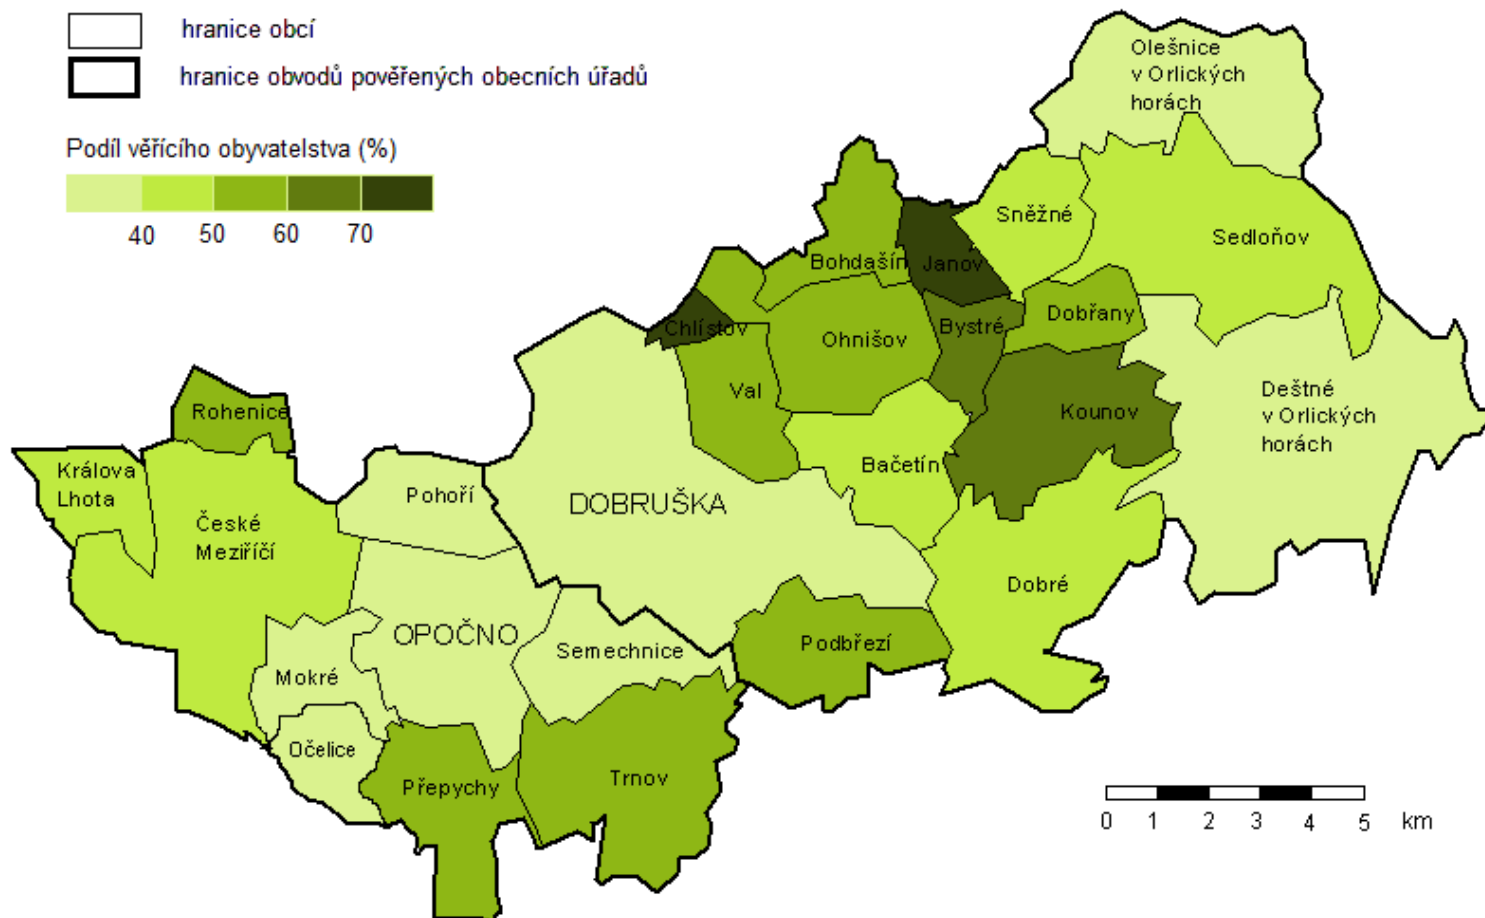 hranice obcí
hranice obvodů pověřených obecních úřadů
Podíl věřícího obyvatelstva (%)
40 50 60 70
Olešnice
v Orlických
horách
Sněžné
Sedloňov
Bohdašín
Janov
Chlístov
Ohnišov
Bystré
Dobřany
Val
Kounov
Deštné
v Orlických
horách
Rohenice
Králova
Lhota
Pohoří
Bačetín
DOBRUŠKA
České
Meziříčí
Dobré
OPOČNO
Semechnice
Podbřezí
Mokré
Očelice
Přepychy
Trnov
0 1 2 3 4 5 km